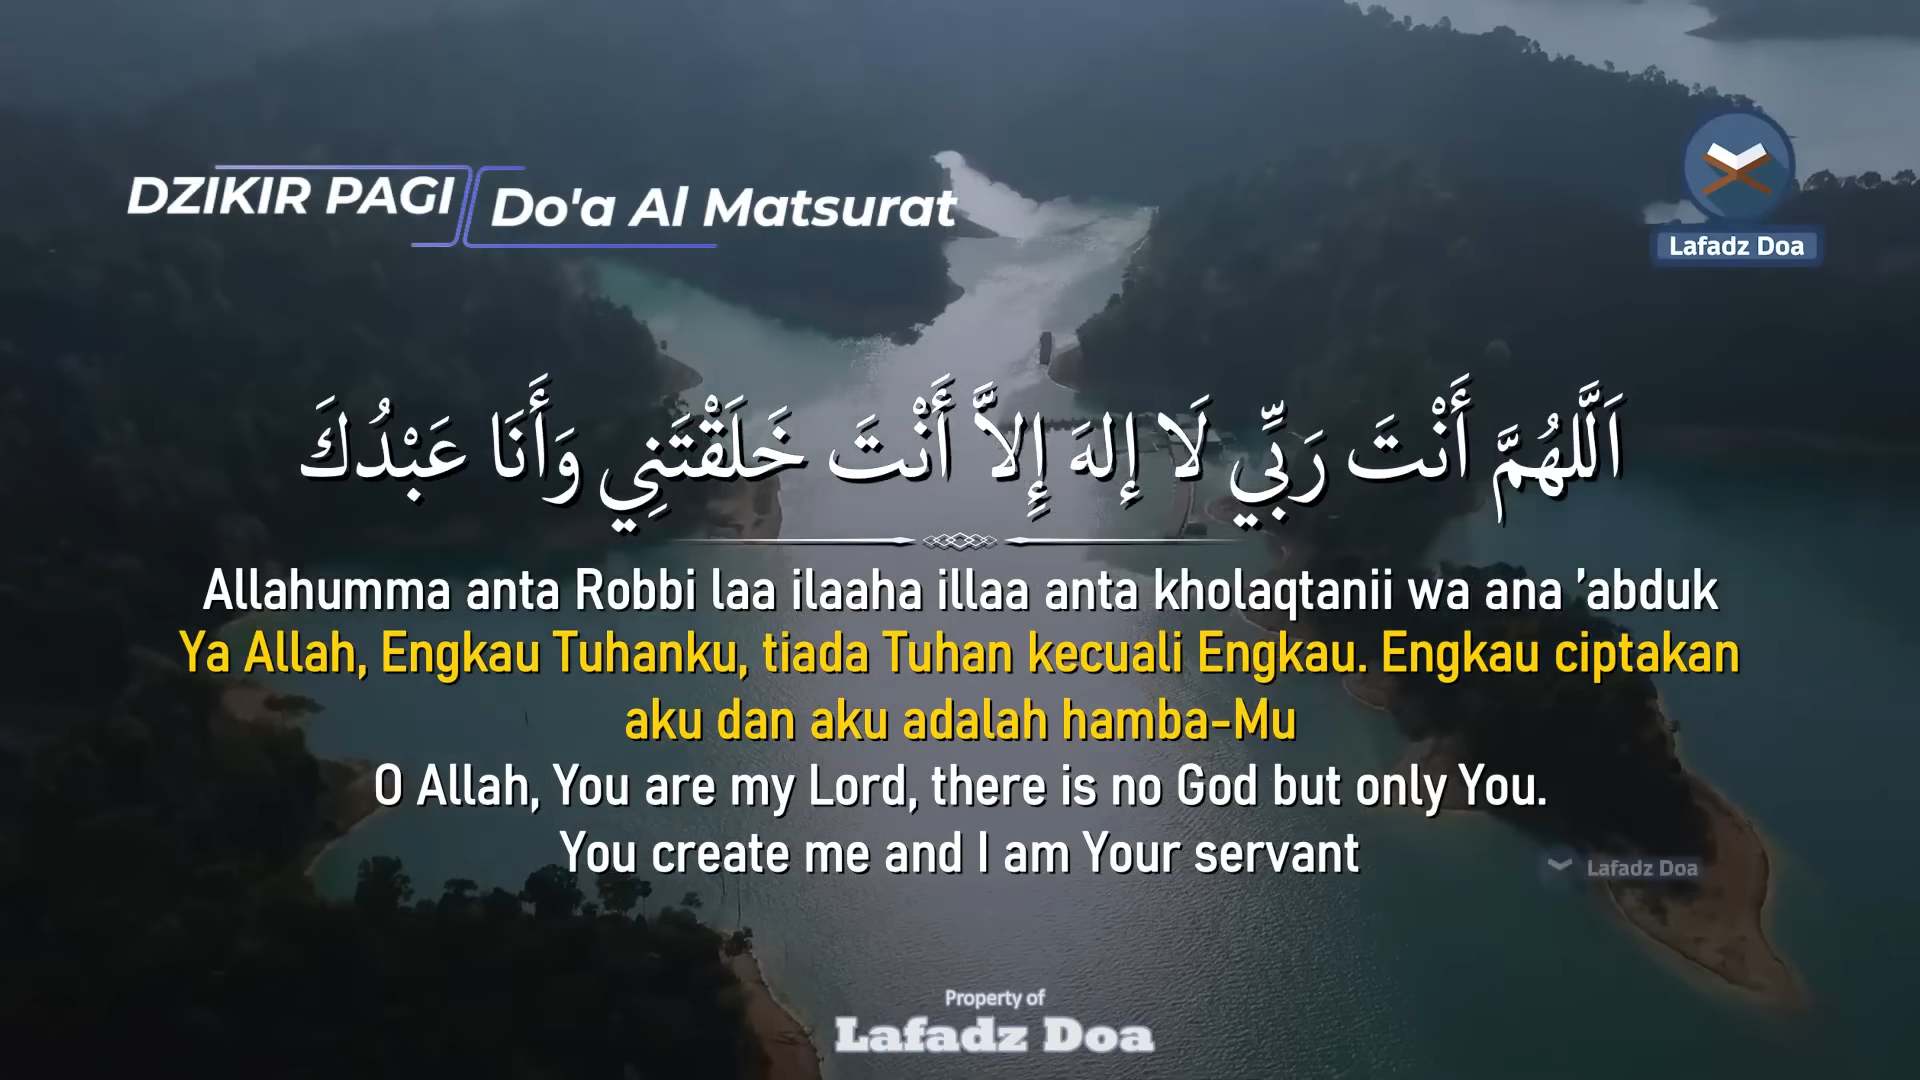 DZIKIR PAGI
Do'a Al Matsurat
Lafadz Doa
اَللَّهُمَّ أَنْتَ رَبِّي لَا إِلهَ إِلاَّ أَنْتَ خَلَقْتَنِي وَأَنَا عَبْدُكَ
Allahumma anta Robbi laa ilaaha illaa anta kholaqtanii wa ana 'abduk
Ya Allah, Engkau Tuhanku, tiada Tuhan kecuali Engkau. Engkau ciptakan
aku dan aku adalah hamba-Mu
O Allah, You are my Lord, there is no God but only You.
You create me and I am Your servant
Lafadz Doa
Property of
Lafadz Doa